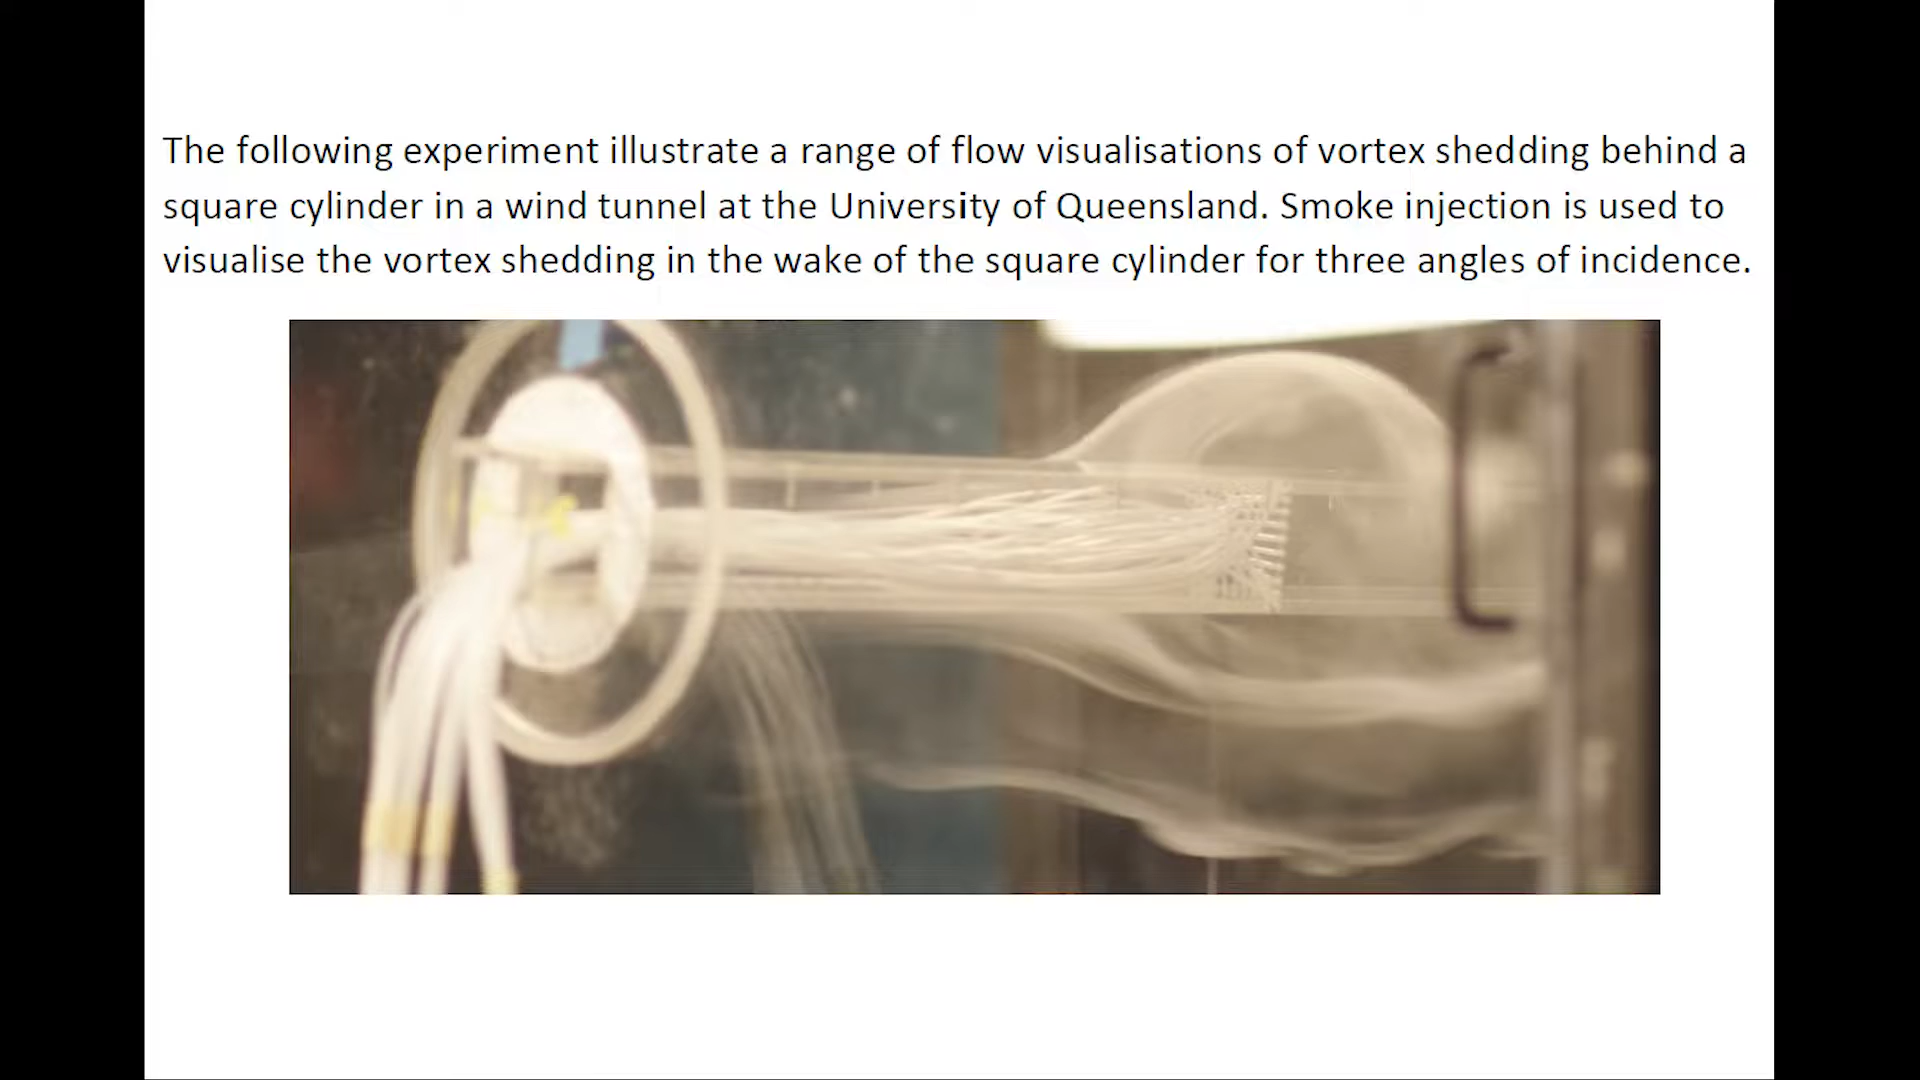 The following experiment illustrate a range of flow visualisations of vortex shedding behind a
square cylinder in a wind tunnel at the University of Queensland. Smoke injection is used to
visualise the vortex shedding in the wake of the square cylinder for three angles of incidence.